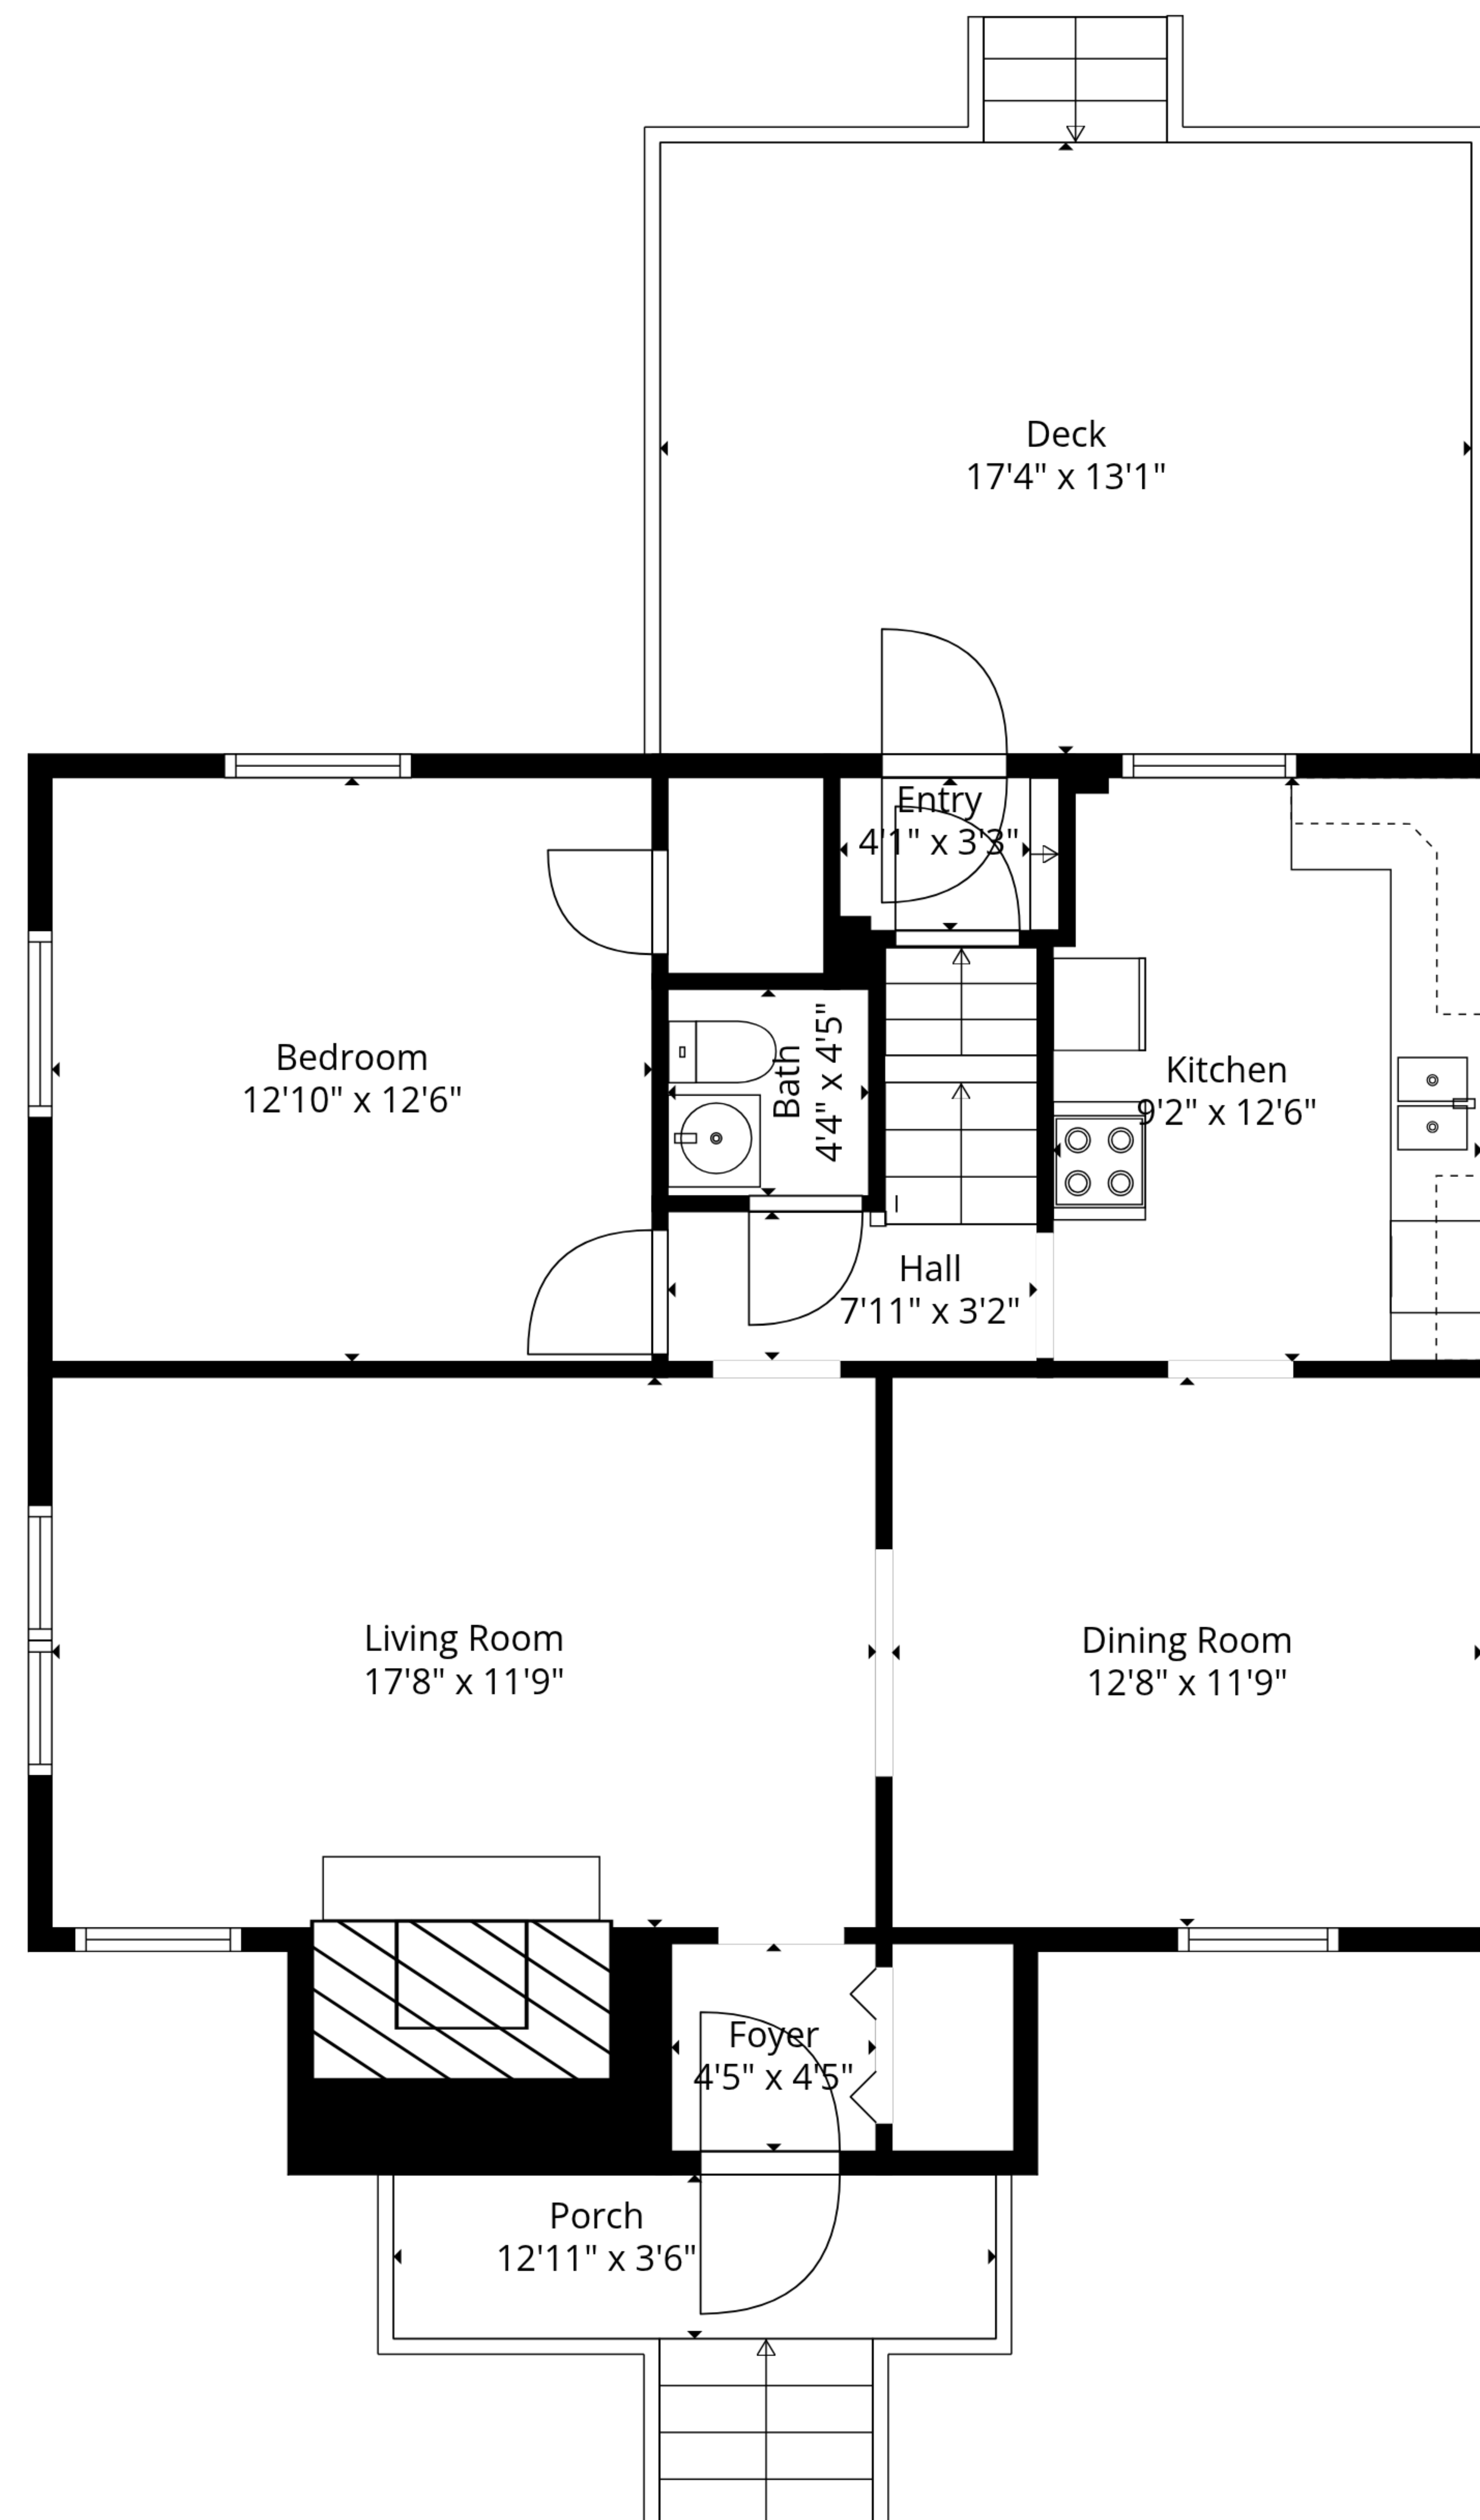 Deck
17'4" x 13'1"
Entry
4'1" x 3'3"
Bedroom
12'10" x 12'6"
Bath
4'4" x 4'5"
Kitchen
9'2" x 12'6"
Hall
7'11" x 3'2"
Living Room
17'8" x 11'9"
Dining Room
12'8" x 11'9"
Foyer
4'5" x 4'5"
Porch
12'11" x 3'6"